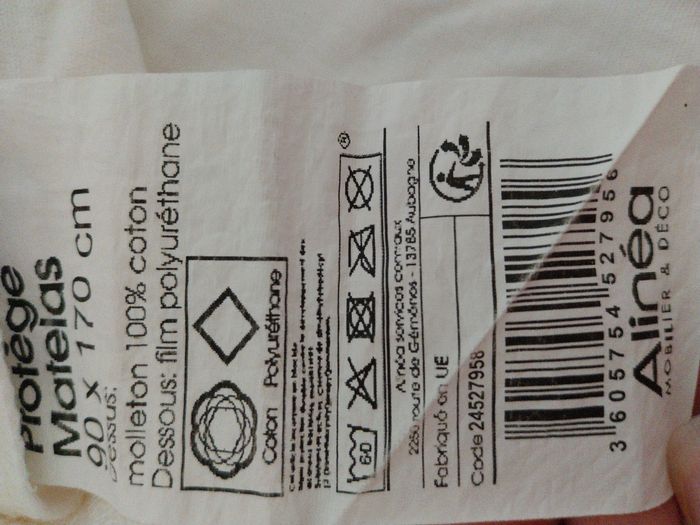 Protège
Matelas
90 x 170 cm
Dessus:
molleton 100% coton
Dessous: film polyuréthane
Coton Polyuréthane
60
®
Alinéa services centraux
2250 route de Gémenos - 13785 Aubagne
Fabriqué en UE
Code 24527958
3 605754 527956
Alinéa
MOBILIER & DÉCO